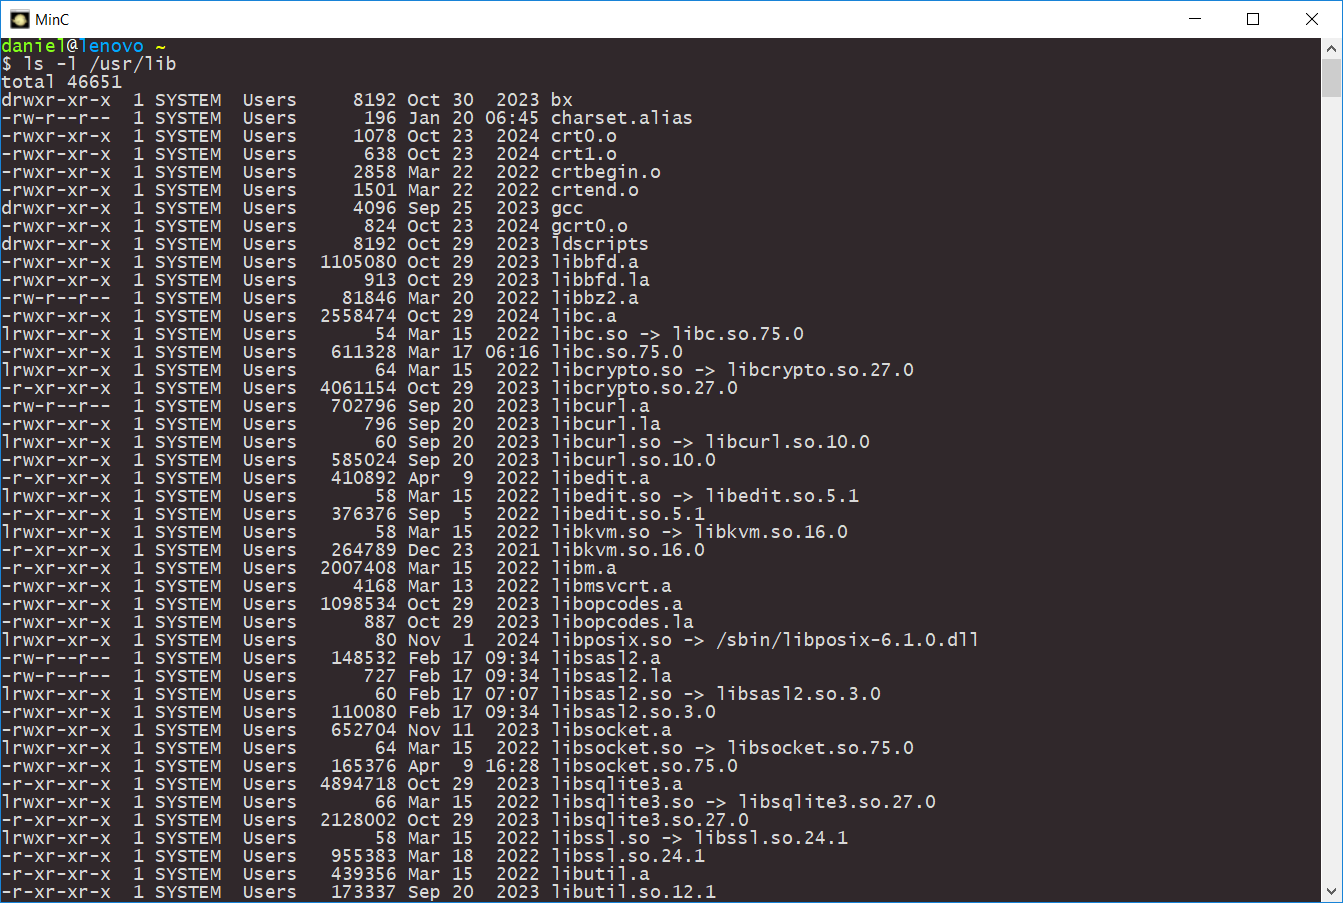 MinC
daniel@lenovo ~
$ ls -l /usr/lib
total 46651
drwxr-xr-x  1 SYSTEM  Users     8192 Oct 30  2023 bx
-rw-r--r--  1 SYSTEM  Users      196 Jan 20 06:45 charset.alias
-rwxr-xr-x  1 SYSTEM  Users     1078 Oct 23  2024 crt0.o
-rwxr-xr-x  1 SYSTEM  Users      638 Oct 23  2024 crt1.o
-rwxr-xr-x  1 SYSTEM  Users     2858 Mar 22  2022 crtbegin.o
-rwxr-xr-x  1 SYSTEM  Users     1501 Mar 22  2022 crtend.o
drwxr-xr-x  1 SYSTEM  Users     4096 Sep 25  2023 gcc
-rwxr-xr-x  1 SYSTEM  Users      824 Oct 23  2024 gcrt0.o
drwxr-xr-x  1 SYSTEM  Users     8192 Oct 29  2023 ldscripts
-rwxr-xr-x  1 SYSTEM  Users  1105080 Oct 29  2023 libbfd.a
-rwxr-xr-x  1 SYSTEM  Users      913 Oct 29  2023 libbfd.la
-rw-r--r--  1 SYSTEM  Users    81846 Mar 20  2022 libbz2.a
-rwxr-xr-x  1 SYSTEM  Users  2558474 Oct 29  2024 libc.a
lrwxr-xr-x  1 SYSTEM  Users       54 Mar 15  2022 libc.so -> libc.so.75.0
-rwxr-xr-x  1 SYSTEM  Users   611328 Mar 17 06:16 libc.so.75.0
lrwxr-xr-x  1 SYSTEM  Users       64 Mar 15  2022 libcrypto.so -> libcrypto.so.27.0
-r-xr-xr-x  1 SYSTEM  Users  4061154 Oct 29  2023 libcrypto.so.27.0
-rw-r--r--  1 SYSTEM  Users   702796 Sep 20  2023 libcurl.a
-rwxr-xr-x  1 SYSTEM  Users      796 Sep 20  2023 libcurl.la
lrwxr-xr-x  1 SYSTEM  Users       60 Sep 20  2023 libcurl.so -> libcurl.so.10.0
-rwxr-xr-x  1 SYSTEM  Users   585024 Sep 20  2023 libcurl.so.10.0
-r-xr-xr-x  1 SYSTEM  Users   410892 Apr  9  2022 libedit.a
lrwxr-xr-x  1 SYSTEM  Users       58 Mar 15  2022 libedit.so -> libedit.so.5.1
-r-xr-xr-x  1 SYSTEM  Users   376376 Sep  5  2022 libedit.so.5.1
lrwxr-xr-x  1 SYSTEM  Users       58 Mar 15  2022 libkvm.so -> libkvm.so.16.0
-r-xr-xr-x  1 SYSTEM  Users   264789 Dec 23  2021 libkvm.so.16.0
-r-xr-xr-x  1 SYSTEM  Users  2007408 Mar 15  2022 libm.a
-rwxr-xr-x  1 SYSTEM  Users     4168 Mar 13  2022 libmsvcrt.a
-rwxr-xr-x  1 SYSTEM  Users  1098534 Oct 29  2023 libopcodes.a
-rwxr-xr-x  1 SYSTEM  Users      887 Oct 29  2023 libopcodes.la
lrwxr-xr-x  1 SYSTEM  Users       80 Nov  1  2024 libposix.so -> /sbin/libposix-6.1.0.dll
-rw-r--r--  1 SYSTEM  Users   148532 Feb 17 09:34 libsasl2.a
-rw-r--r--  1 SYSTEM  Users      727 Feb 17 09:34 libsasl2.la
lrwxr-xr-x  1 SYSTEM  Users       60 Feb 17 07:07 libsasl2.so -> libsasl2.so.3.0
-rwxr-xr-x  1 SYSTEM  Users   110080 Feb 17 09:34 libsasl2.so.3.0
-rwxr-xr-x  1 SYSTEM  Users   652704 Nov 11  2023 libsocket.a
lrwxr-xr-x  1 SYSTEM  Users       64 Mar 15  2022 libsocket.so -> libsocket.so.75.0
-rwxr-xr-x  1 SYSTEM  Users   165376 Apr  9 16:28 libsocket.so.75.0
-r-xr-xr-x  1 SYSTEM  Users  4894718 Oct 29  2023 libsqlite3.a
lrwxr-xr-x  1 SYSTEM  Users       66 Mar 15  2022 libsqlite3.so -> libsqlite3.so.27.0
-r-xr-xr-x  1 SYSTEM  Users  2128002 Oct 29  2023 libsqlite3.so.27.0
lrwxr-xr-x  1 SYSTEM  Users       58 Mar 15  2022 libssl.so -> libssl.so.24.1
-r-xr-xr-x  1 SYSTEM  Users   955383 Mar 18  2022 libssl.so.24.1
-r-xr-xr-x  1 SYSTEM  Users   439356 Mar 15  2022 libutil.a
-r-xr-xr-x  1 SYSTEM  Users   173337 Sep 20  2023 libutil.so.12.1